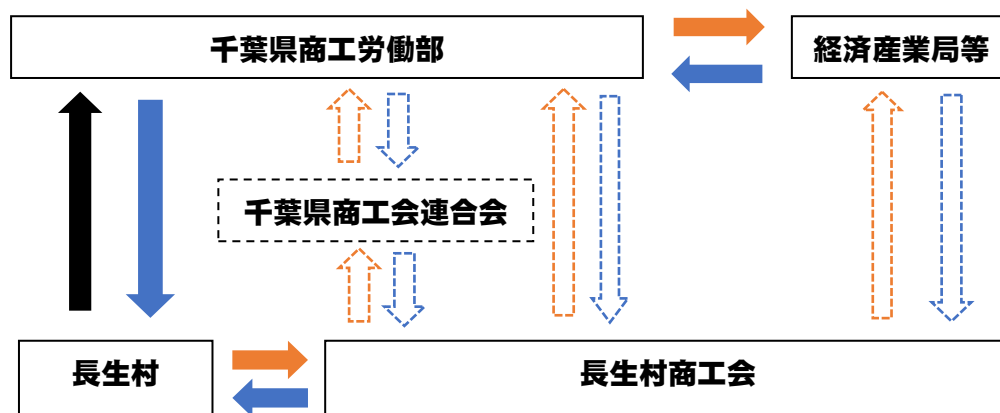 千葉県商工労働部
経済産業局等
千葉県商工会連合会
長生村
長生村商工会